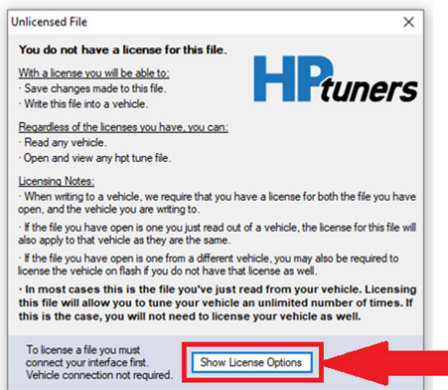 Unlicensed File
You do not have a license for this file.
HPtuners
With a license you will be able to:
· Save changes made to this file.
· Write this file into a vehicle.
Regardless of the licenses you have, you can:
· Read any vehicle.
· Open and view any hpt tune file.
Licensing Notes:
· When writing to a vehicle, we require that you have a license for both the file you have
open, and the vehicle you are writing to.
· If the file you have open is one you just read out of a vehicle, the license for this file will
also apply to that vehicle as they are the same.
· If the file you have open is one from a different vehicle, you may also be required to
license the vehicle on flash if you do not have that license as well.
· In most cases this is the file you've just read from your vehicle. Licensing
this file will allow you to tune your vehicle an unlimited number of times. If
this is the case, you will not need to license your vehicle as well.
To license a file you must
connect your interface first.
Vehicle connection not required.
Show License Options